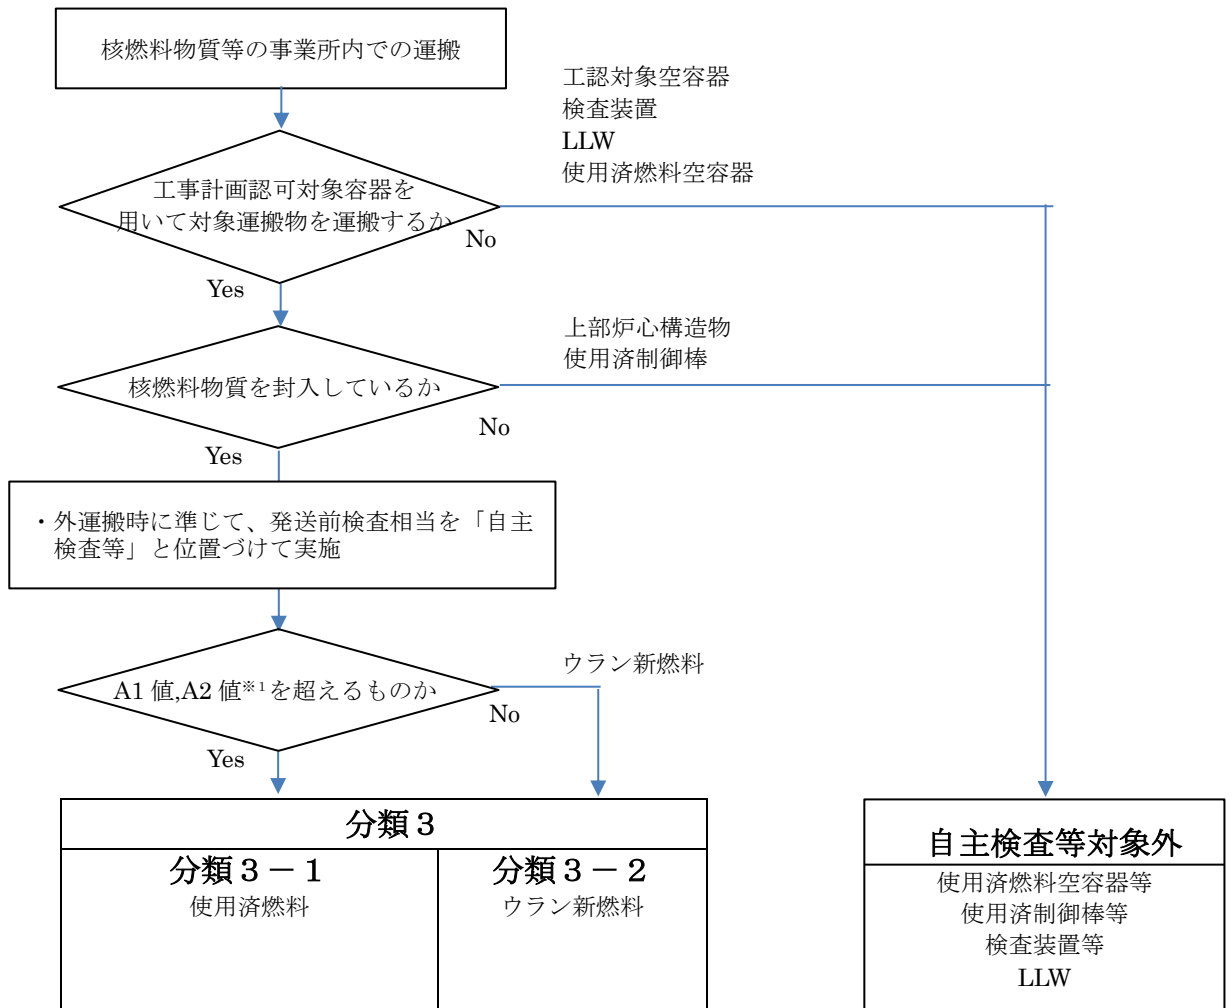 核燃料物質等の事業所内での運搬
工認対象空容器
検査装置
LLW
使用済燃料空容器
工事計画認可対象容器を
用いて対象運搬物を運搬するか
No
Yes
上部炉心構造物
使用済制御棒
核燃料物質を封入しているか
No
Yes
・外運搬時に準じて、発送前検査相当を「自主
検査等」と位置づけて実施
ウラン新燃料
A1 値,A2 値※1を超えるものか
No
Yes
分類3
分類3-1
使用済燃料
分類3-2
ウラン新燃料
自主検査等対象外
使用済燃料空容器等
使用済制御棒等
検査装置等
LLW